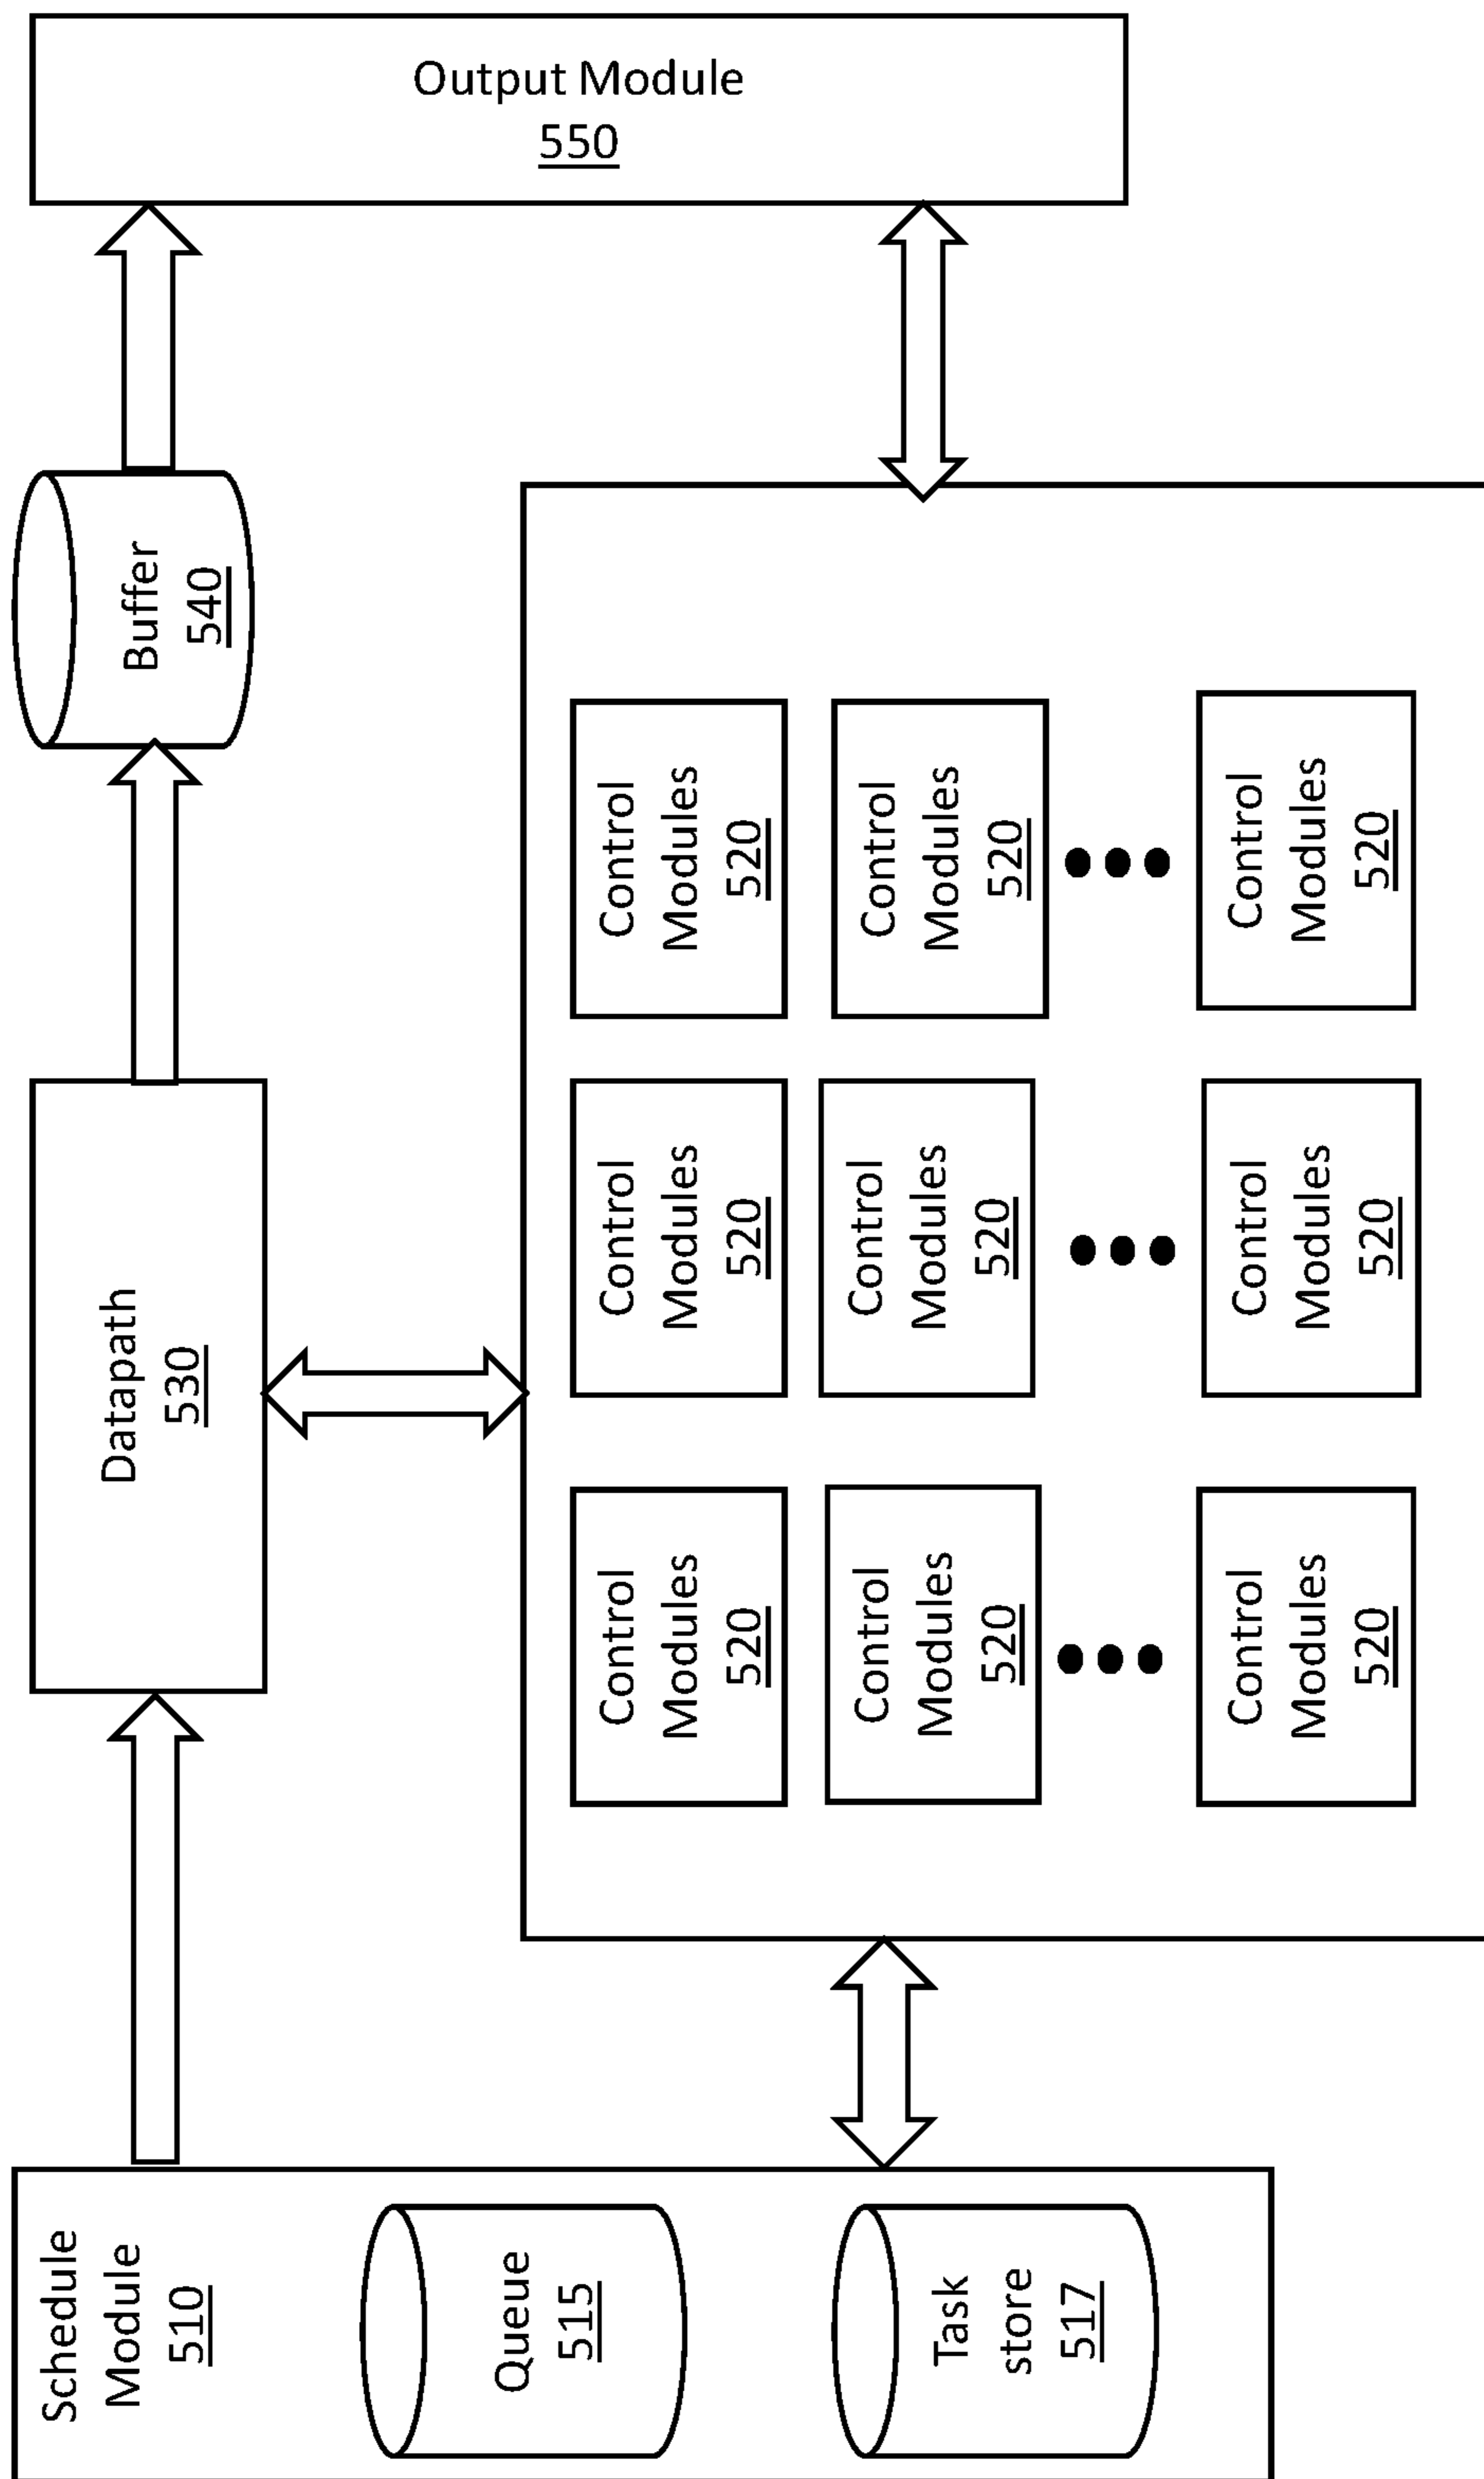 Schedule
Module
510
Queue
515
Task
store
517
Datapath
530
Buffer
540
Output Module
550
Control
Modules
520
Control
Modules
520
Control
Modules
520
Control
Modules
520
Control
Modules
520
Control
Modules
520
Control
Modules
520
Control
Modules
520
Control
Modules
520